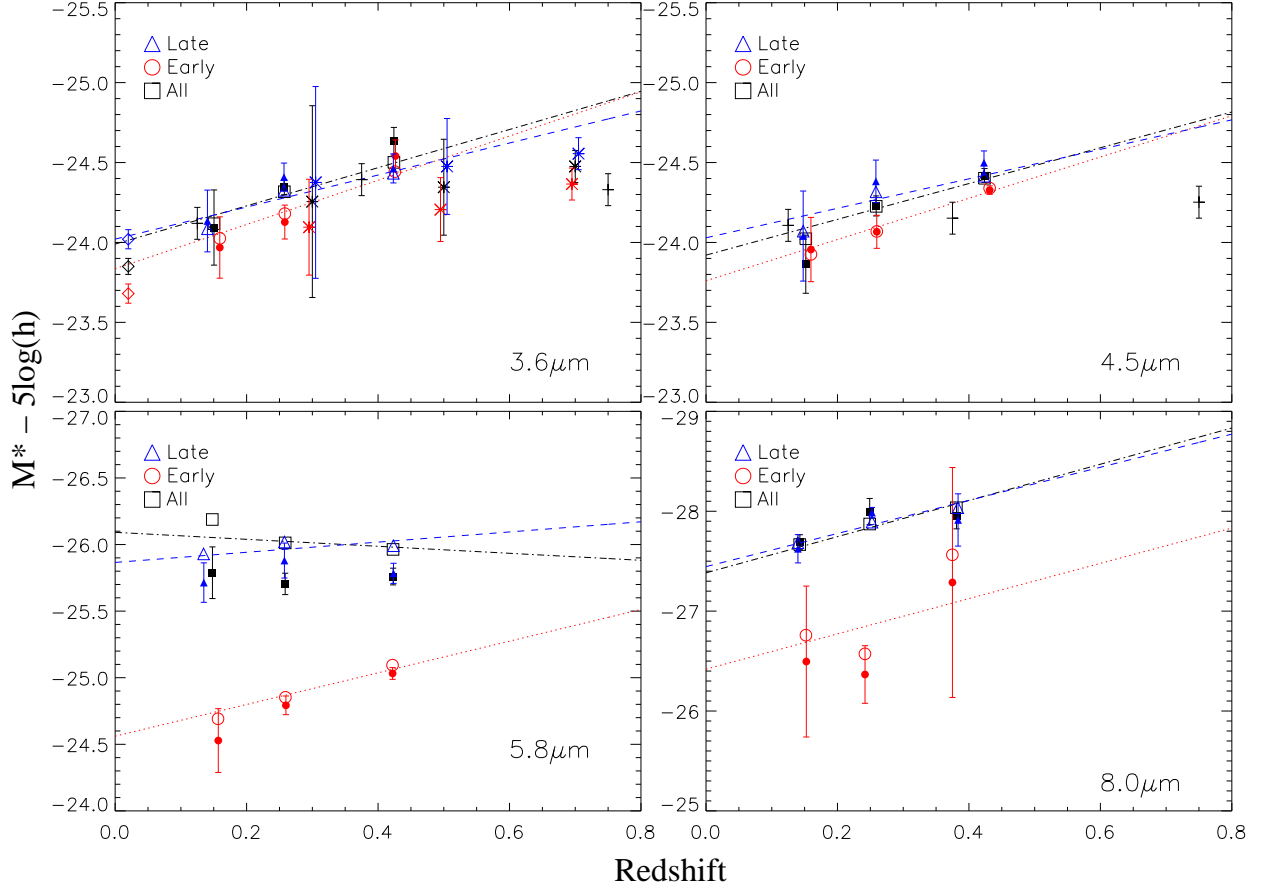 M* − 5log(h)
−25.5
−25.0
−24.5
−24.0
−23.5
−23.0
Late
Early
All
3.6μm
−25.5
−25.0
−24.5
−24.0
−23.5
−23.0
Late
Early
All
4.5μm
−27.0
−26.5
−26.0
−25.5
−25.0
−24.5
−24.0
Late
Early
All
5.8μm
0.0 0.2 0.4 0.6 0.8
−29
−28
−27
−26
−25
Late
Early
All
8.0μm
0.0 0.2 0.4 0.6 0.8
Redshift